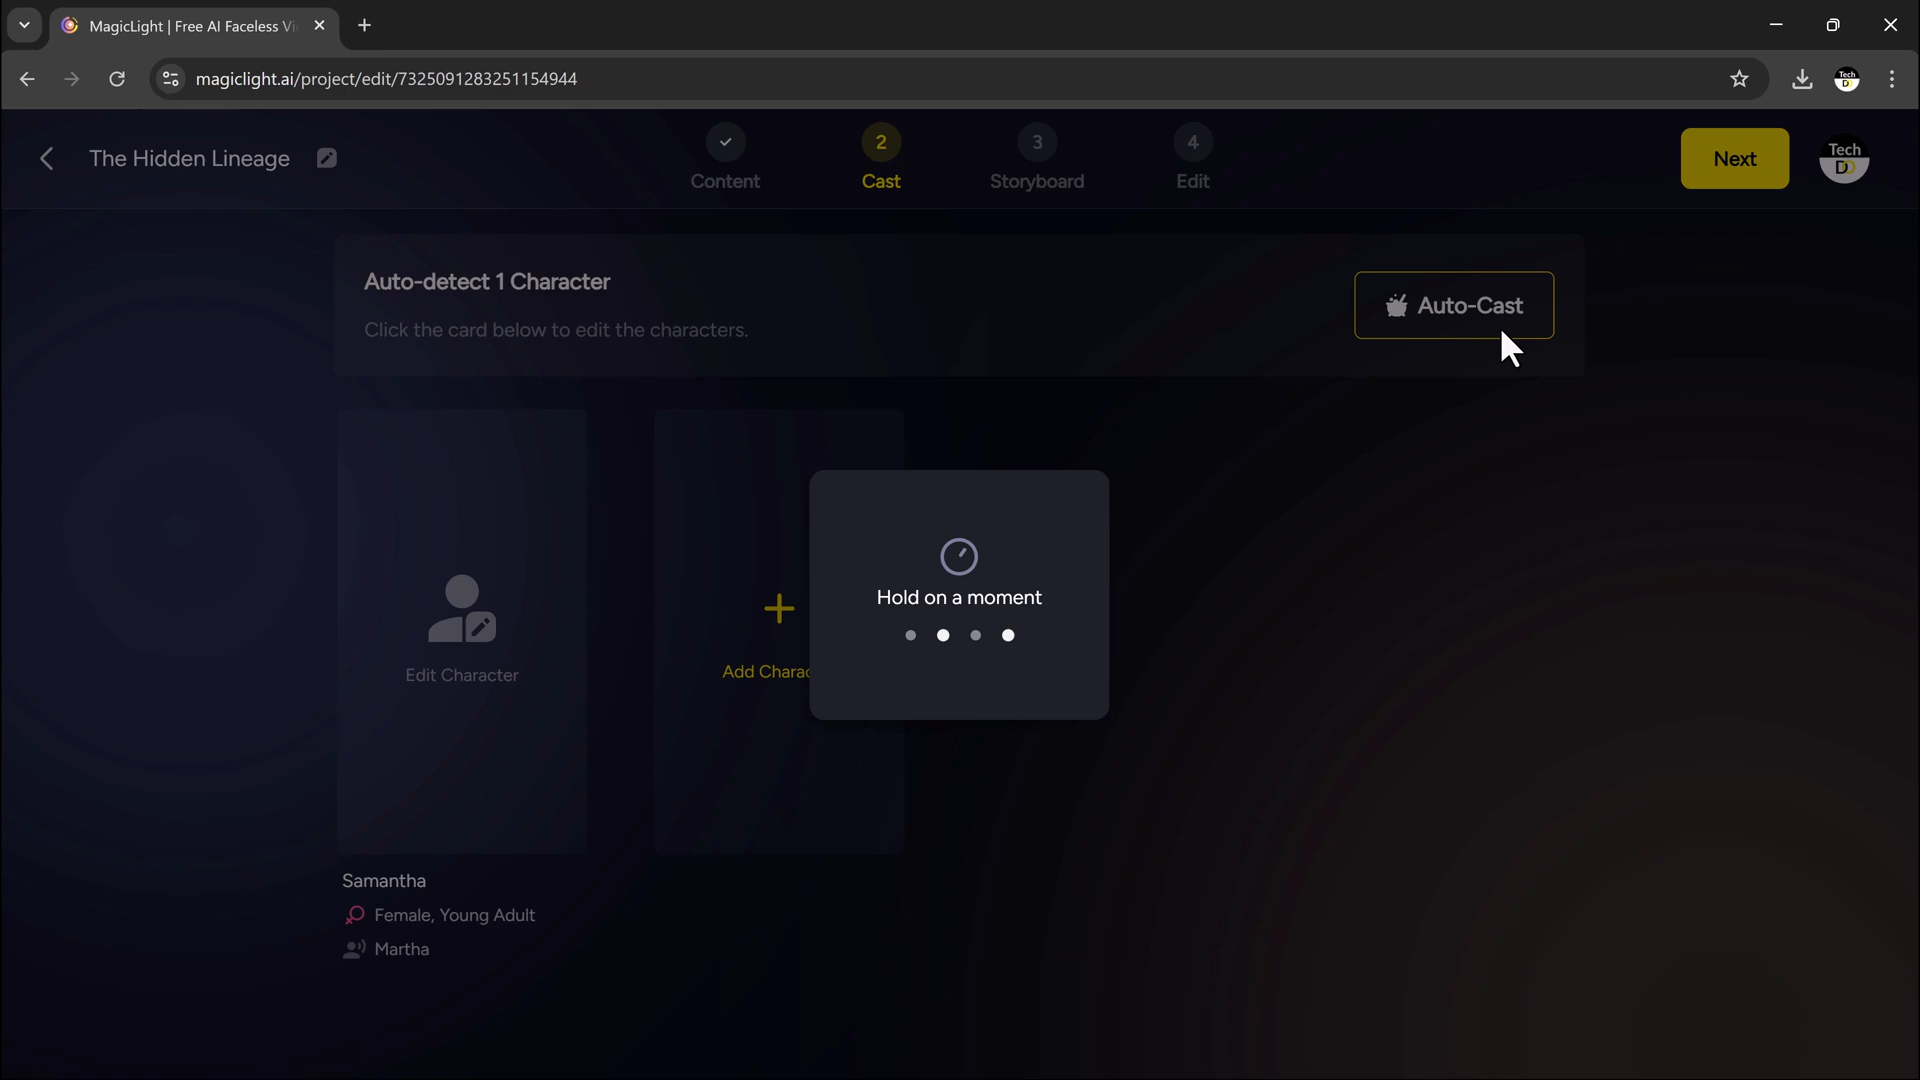 MagicLight | Free AI Faceless Vi
magiclight.ai/project/edit/7325091283251154944
Tech
D
The Hidden Lineage
Content
2
Cast
3
Storyboard
4
Edit
Next
Tech
DD
Auto-detect 1 Character
Click the card below to edit the characters.
Auto-Cast
Edit Character
Add Charac
Hold on a moment
Samantha
Female, Young Adult
Martha